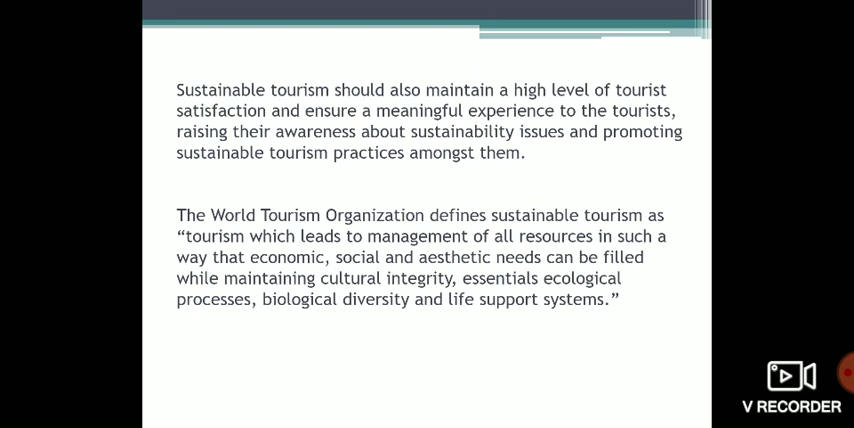 Sustainable tourism should also maintain a high level of tourist
satisfaction and ensure a meaningful experience to the tourists,
raising their awareness about sustainability issues and promoting
sustainable tourism practices amongst them.
The World Tourism Organization defines sustainable tourism as
“tourism which leads to management of all resources in such a
way that economic, social and aesthetic needs can be filled
while maintaining cultural integrity, essentials ecological
processes, biological diversity and life support systems.”
V RECORDER